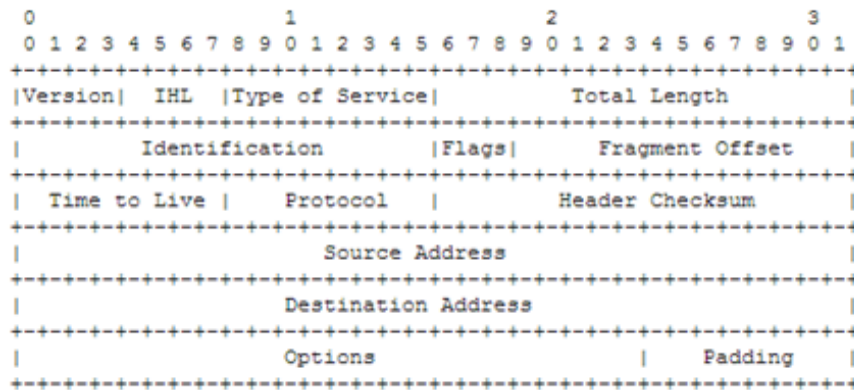 0                   1                   2                   3
0 1 2 3 4 5 6 7 8 9 0 1 2 3 4 5 6 7 8 9 0 1 2 3 4 5 6 7 8 9 0 1
+-+-+-+-+-+-+-+-+-+-+-+-+-+-+-+-+-+-+-+-+-+-+-+-+-+-+-+-+-+-+-+-+
|Version|  IHL  |Type of Service|          Total Length         |
+-+-+-+-+-+-+-+-+-+-+-+-+-+-+-+-+-+-+-+-+-+-+-+-+-+-+-+-+-+-+-+-+
|         Identification        |Flags|      Fragment Offset    |
+-+-+-+-+-+-+-+-+-+-+-+-+-+-+-+-+-+-+-+-+-+-+-+-+-+-+-+-+-+-+-+-+
|  Time to Live |    Protocol   |         Header Checksum       |
+-+-+-+-+-+-+-+-+-+-+-+-+-+-+-+-+-+-+-+-+-+-+-+-+-+-+-+-+-+-+-+-+
|                       Source Address                          |
+-+-+-+-+-+-+-+-+-+-+-+-+-+-+-+-+-+-+-+-+-+-+-+-+-+-+-+-+-+-+-+-+
|                    Destination Address                        |
+-+-+-+-+-+-+-+-+-+-+-+-+-+-+-+-+-+-+-+-+-+-+-+-+-+-+-+-+-+-+-+-+
|                    Options                    |    Padding    |
+-+-+-+-+-+-+-+-+-+-+-+-+-+-+-+-+-+-+-+-+-+-+-+-+-+-+-+-+-+-+-+-+